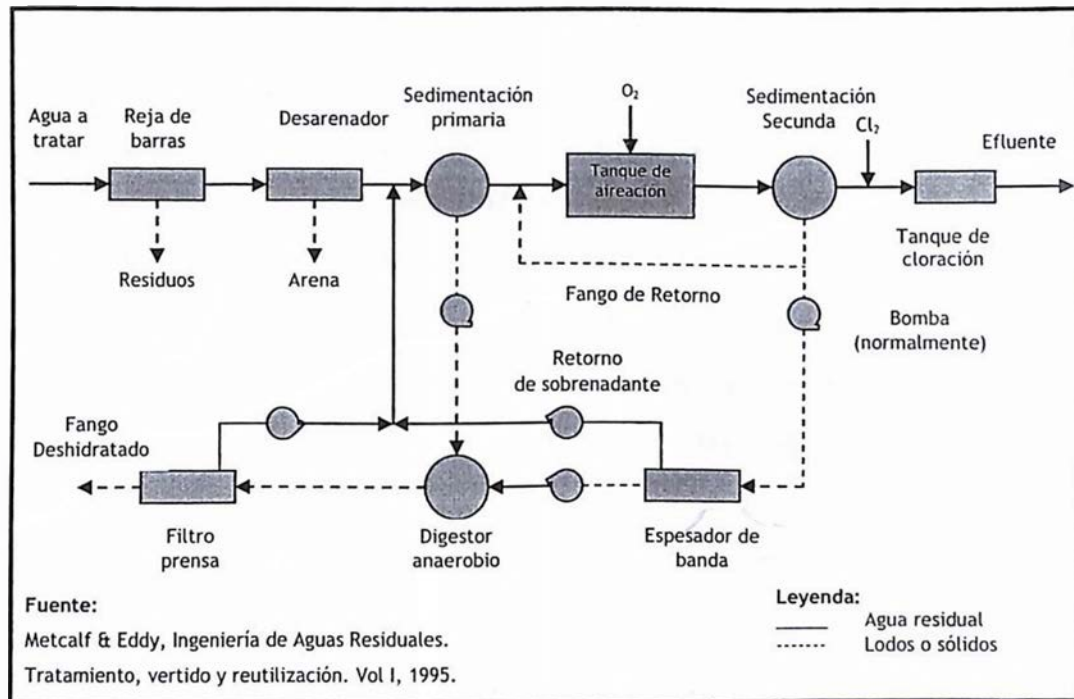 Agua a
tratar
Reja de
barras
Desarenador
Sedimentación
primaria
O₂
Sedimentación
Secunda
Cl₂
Efluente
Tanque de
aireación
Tanque de
cloración
Residuos
Arena
Fango de Retorno
Bomba
(normalmente)
Retorno
de sobrenadante
Fango
Deshidratado
Filtro
prensa
Digestor
anaerobio
Espesador de
banda
Fuente:
Metcalf & Eddy, Ingeniería de Aguas Residuales.
Tratamiento, vertido y reutilización. Vol I, 1995.
Leyenda:
Agua residual
Lodos o sólidos